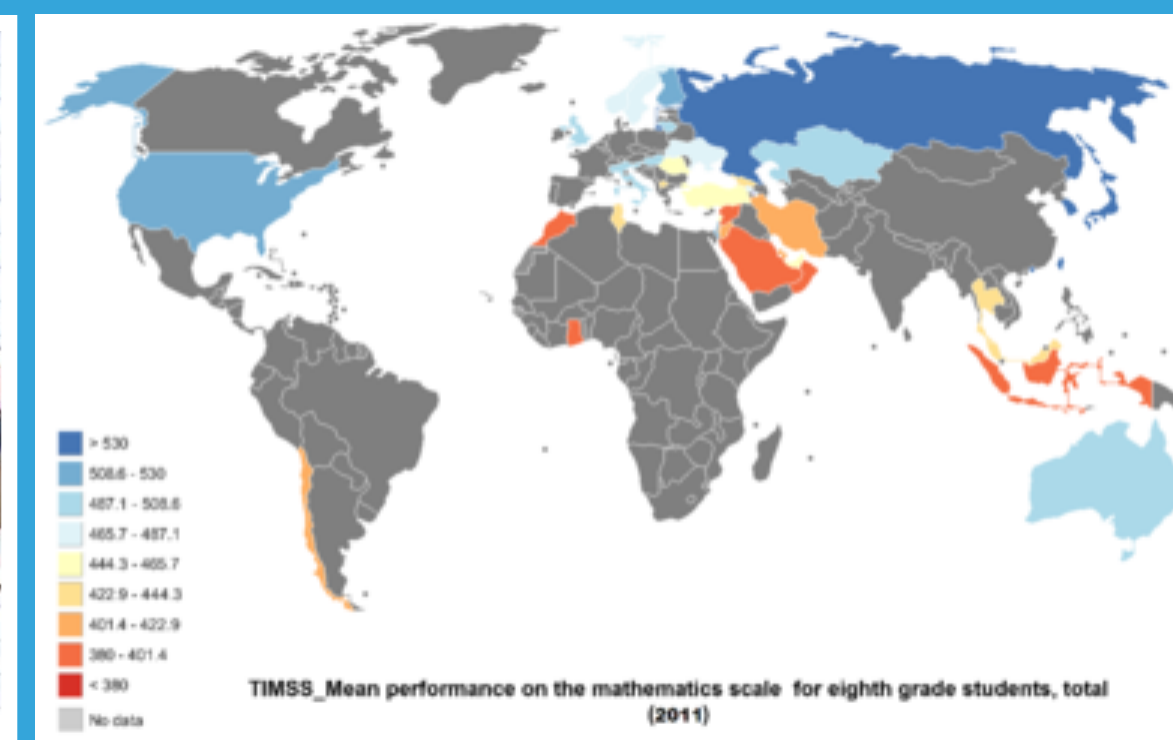 > 530
508.6 - 530
487.1 - 508.6
465.7 - 487.1
444.3 - 465.7
422.9 - 444.3
401.4 - 422.9
380 - 401.4
< 380
No data
TIMSS_Mean performance on the mathematics scale for eighth grade students, total
(2011)